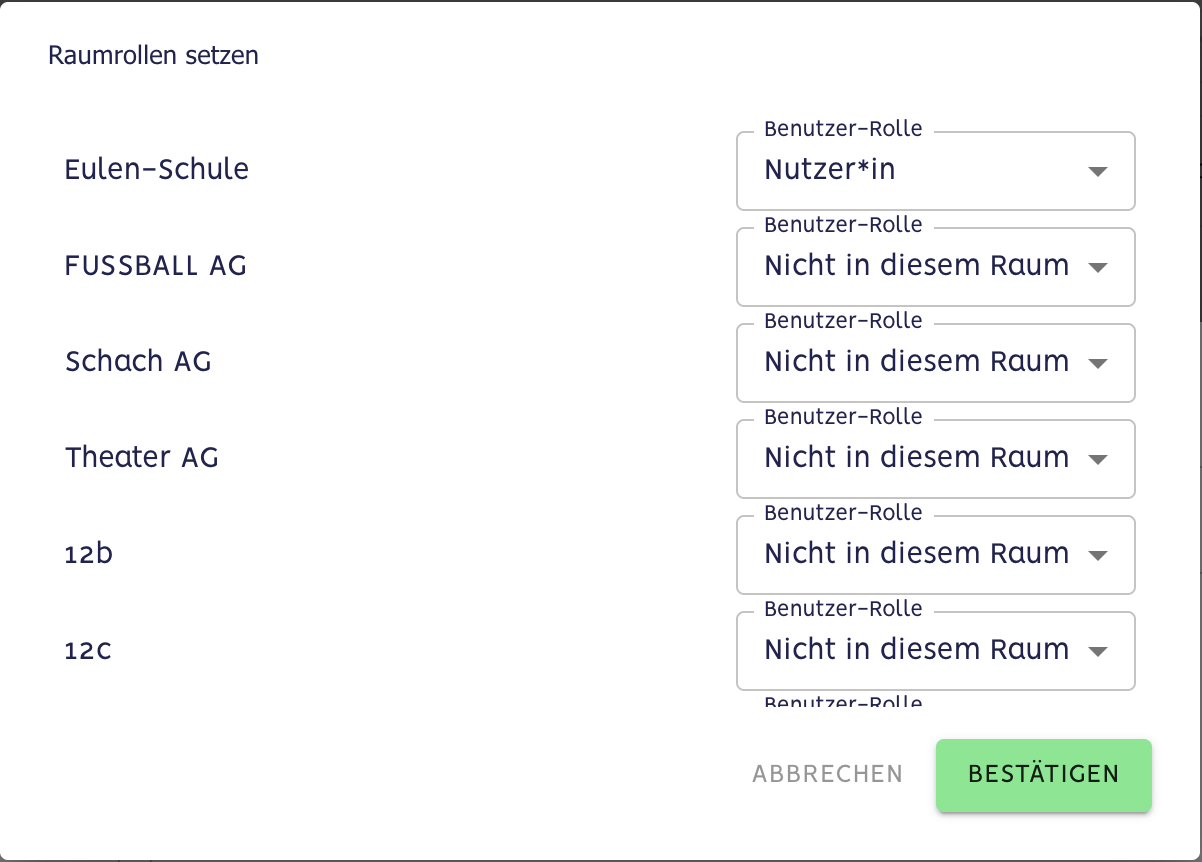 Raumrollen setzen
Benutzer-Rolle
Eulen-Schule
Nutzer*in
Benutzer-Rolle
FUSSBALL AG
Nicht in diesem Raum
Benutzer-Rolle
Schach AG
Nicht in diesem Raum
Benutzer-Rolle
Theater AG
Nicht in diesem Raum
Benutzer-Rolle
12b
Nicht in diesem Raum
Benutzer-Rolle
12c
Nicht in diesem Raum
Benutzer-Rolle
ABBRECHEN
BESTÄTIGEN